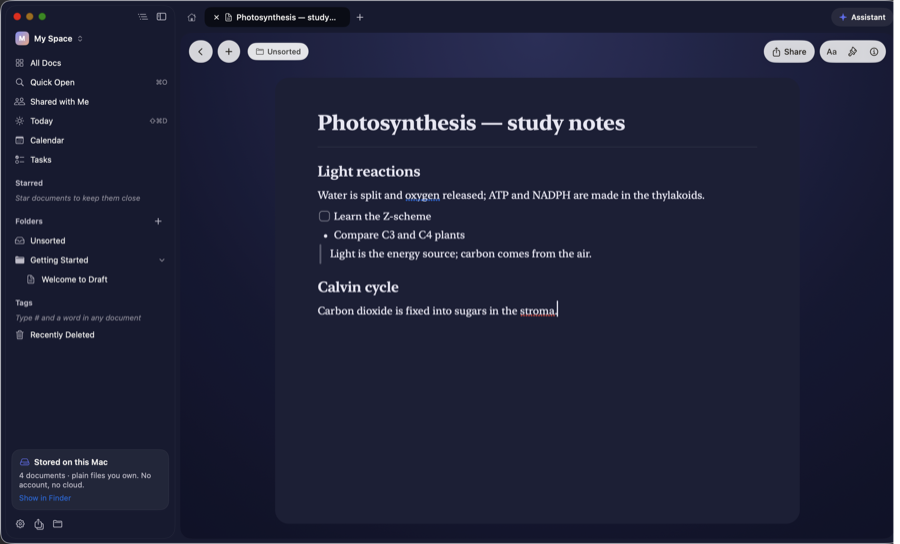 Photosynthesis — study...
Assistant
M My Space
All Docs
Quick Open ⌘O
Shared with Me
Today ⇧⌘D
Calendar
Tasks
Starred
Star documents to keep them close
Folders
Unsorted
Getting Started
Welcome to Draft
Tags
Type # and a word in any document
Recently Deleted
Stored on this Mac
4 documents · plain files you own. No
account, no cloud.
Show in Finder
Unsorted
Share
Aa
Photosynthesis — study notes
Light reactions
Water is split and oxygen released; ATP and NADPH are made in the thylakoids.
Learn the Z-scheme
• Compare C3 and C4 plants
Light is the energy source; carbon comes from the air.
Calvin cycle
Carbon dioxide is fixed into sugars in the stroma.